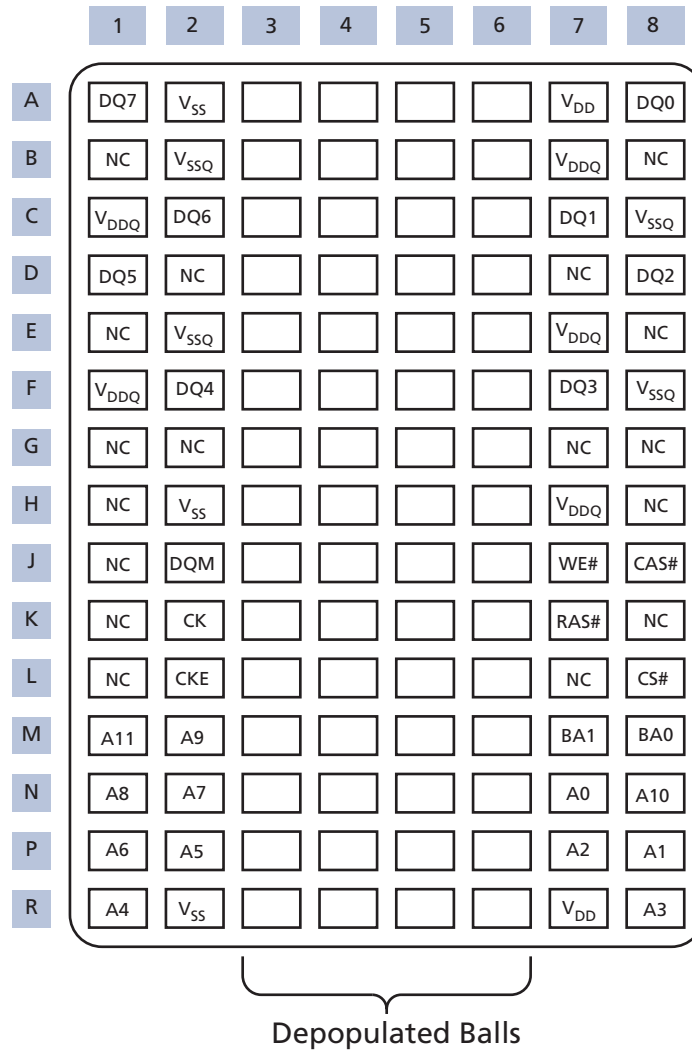 1 2 3 4 5 6 7 8
A DQ7 VSS VDD DQ0
B NC VSSQ VDDQ NC
C VDDQ DQ6 DQ1 VSSQ
D DQ5 NC NC DQ2
E NC VSSQ VDDQ NC
F VDDQ DQ4 DQ3 VSSQ
G NC NC NC NC
H NC VSS VDDQ NC
J NC DQM WE# CAS#
K NC CK RAS# NC
L NC CKE NC CS#
M A11 A9 BA1 BA0
N A8 A7 A0 A10
P A6 A5 A2 A1
R A4 VSS VDD A3
Depopulated Balls